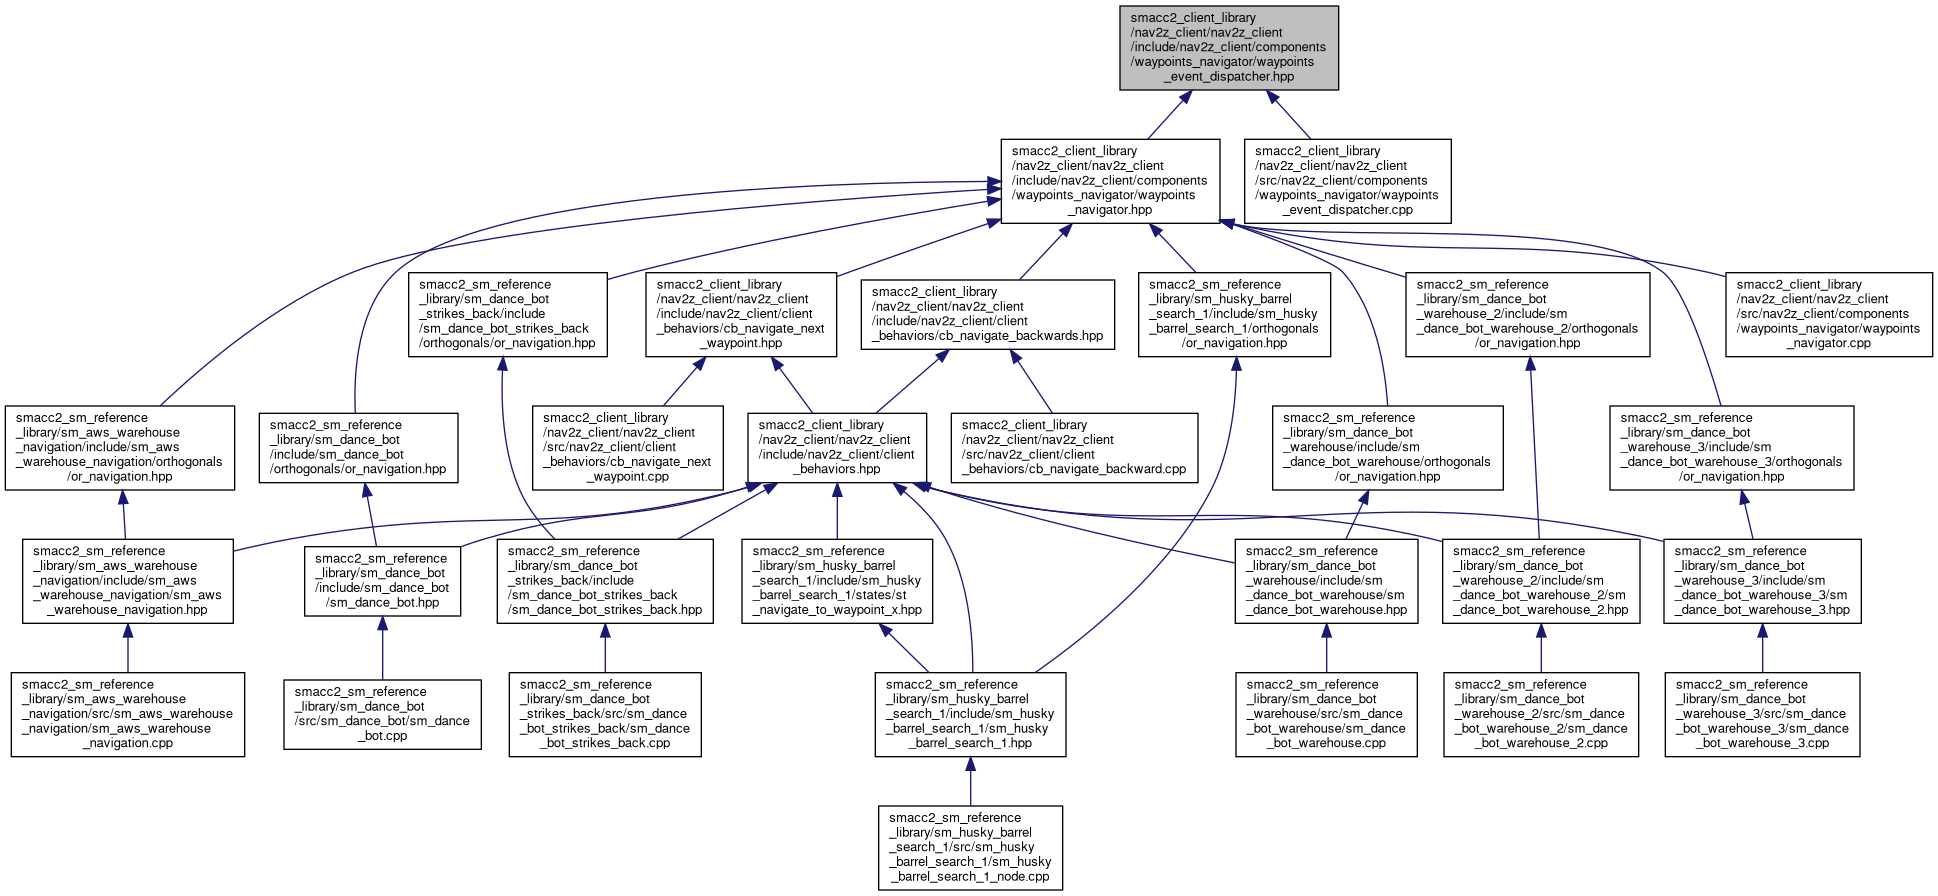 smacc2_client_library
/nav2z_client/nav2z_client
/include/nav2z_client/components
/waypoints_navigator/waypoints
_event_dispatcher.hpp
smacc2_client_library
/nav2z_client/nav2z_client
/include/nav2z_client/components
/waypoints_navigator/waypoints
_navigator.hpp
smacc2_client_library
/nav2z_client/nav2z_client
/src/nav2z_client/components
/waypoints_navigator/waypoints
_event_dispatcher.cpp
smacc2_sm_reference
_library/sm_dance_bot
_strikes_back/include
/sm_dance_bot_strikes_back
/orthogonals/or_navigation.hpp
smacc2_client_library
/nav2z_client/nav2z_client
/include/nav2z_client/client
_behaviors/cb_navigate_next
_waypoint.hpp
smacc2_client_library
/nav2z_client/nav2z_client
/include/nav2z_client/client
_behaviors/cb_navigate_backwards.hpp
smacc2_sm_reference
_library/sm_husky_barrel
_search_1/include/sm_husky
_barrel_search_1/orthogonals
/or_navigation.hpp
smacc2_sm_reference
_library/sm_dance_bot
_warehouse_2/include/sm
_dance_bot_warehouse_2/orthogonals
/or_navigation.hpp
smacc2_client_library
/nav2z_client/nav2z_client
/src/nav2z_client/components
/waypoints_navigator/waypoints
_navigator.cpp
smacc2_sm_reference
_library/sm_aws_warehouse
_navigation/include/sm_aws
_warehouse_navigation/orthogonals
/or_navigation.hpp
smacc2_sm_reference
_library/sm_dance_bot
/include/sm_dance_bot
/orthogonals/or_navigation.hpp
smacc2_client_library
/nav2z_client/nav2z_client
/src/nav2z_client/client
_behaviors/cb_navigate_next
_waypoint.cpp
smacc2_client_library
/nav2z_client/nav2z_client
/include/nav2z_client/client
_behaviors.hpp
smacc2_client_library
/nav2z_client/nav2z_client
/src/nav2z_client/client
_behaviors/cb_navigate_backward.cpp
smacc2_sm_reference
_library/sm_dance_bot
_warehouse/include/sm
_dance_bot_warehouse/orthogonals
/or_navigation.hpp
smacc2_sm_reference
_library/sm_dance_bot
_warehouse_3/include/sm
_dance_bot_warehouse_3/orthogonals
/or_navigation.hpp
smacc2_sm_reference
_library/sm_aws_warehouse
_navigation/include/sm_aws
_warehouse_navigation/sm_aws
_warehouse_navigation.hpp
smacc2_sm_reference
_library/sm_dance_bot
/include/sm_dance_bot
/sm_dance_bot.hpp
smacc2_sm_reference
_library/sm_dance_bot
_strikes_back/include
/sm_dance_bot_strikes_back
/sm_dance_bot_strikes_back.hpp
smacc2_sm_reference
_library/sm_husky_barrel
_search_1/include/sm_husky
_barrel_search_1/states/st
_navigate_to_waypoint_x.hpp
smacc2_sm_reference
_library/sm_dance_bot
_warehouse/include/sm
_dance_bot_warehouse/sm
_dance_bot_warehouse.hpp
smacc2_sm_reference
_library/sm_dance_bot
_warehouse_2/include/sm
_dance_bot_warehouse_2/sm
_dance_bot_warehouse_2.hpp
smacc2_sm_reference
_library/sm_dance_bot
_warehouse_3/include/sm
_dance_bot_warehouse_3/sm
_dance_bot_warehouse_3.hpp
smacc2_sm_reference
_library/sm_aws_warehouse
_navigation/src/sm_aws_warehouse
_navigation/sm_aws_warehouse
_navigation.cpp
smacc2_sm_reference
_library/sm_dance_bot
/src/sm_dance_bot/sm_dance
_bot.cpp
smacc2_sm_reference
_library/sm_dance_bot
_strikes_back/src/sm_dance
_bot_strikes_back/sm_dance
_bot_strikes_back.cpp
smacc2_sm_reference
_library/sm_husky_barrel
_search_1/include/sm_husky
_barrel_search_1/sm_husky
_barrel_search_1.hpp
smacc2_sm_reference
_library/sm_dance_bot
_warehouse/src/sm_dance
_bot_warehouse/sm_dance
_bot_warehouse.cpp
smacc2_sm_reference
_library/sm_dance_bot
_warehouse_2/src/sm_dance
_bot_warehouse_2/sm_dance
_bot_warehouse_2.cpp
smacc2_sm_reference
_library/sm_dance_bot
_warehouse_3/src/sm_dance
_bot_warehouse_3/sm_dance
_bot_warehouse_3.cpp
smacc2_sm_reference
_library/sm_husky_barrel
_search_1/src/sm_husky
_barrel_search_1/sm_husky
_barrel_search_1_node.cpp